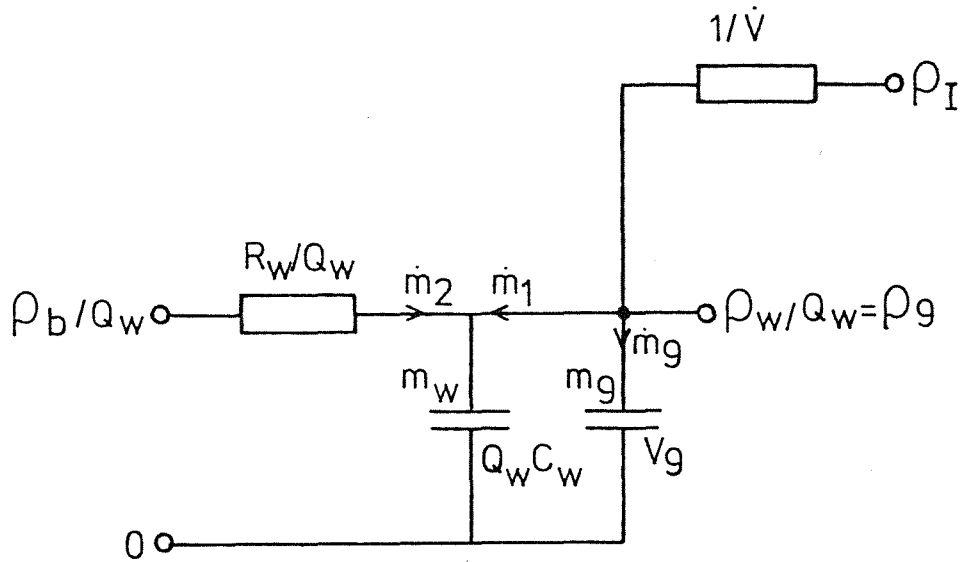 1/V̇
ρI
Rw/Qw
ṁ2
ṁ1
ρb/Qw
ρw/Qw=ρg
ṁg
mw
mg
QwCw
Vg
0